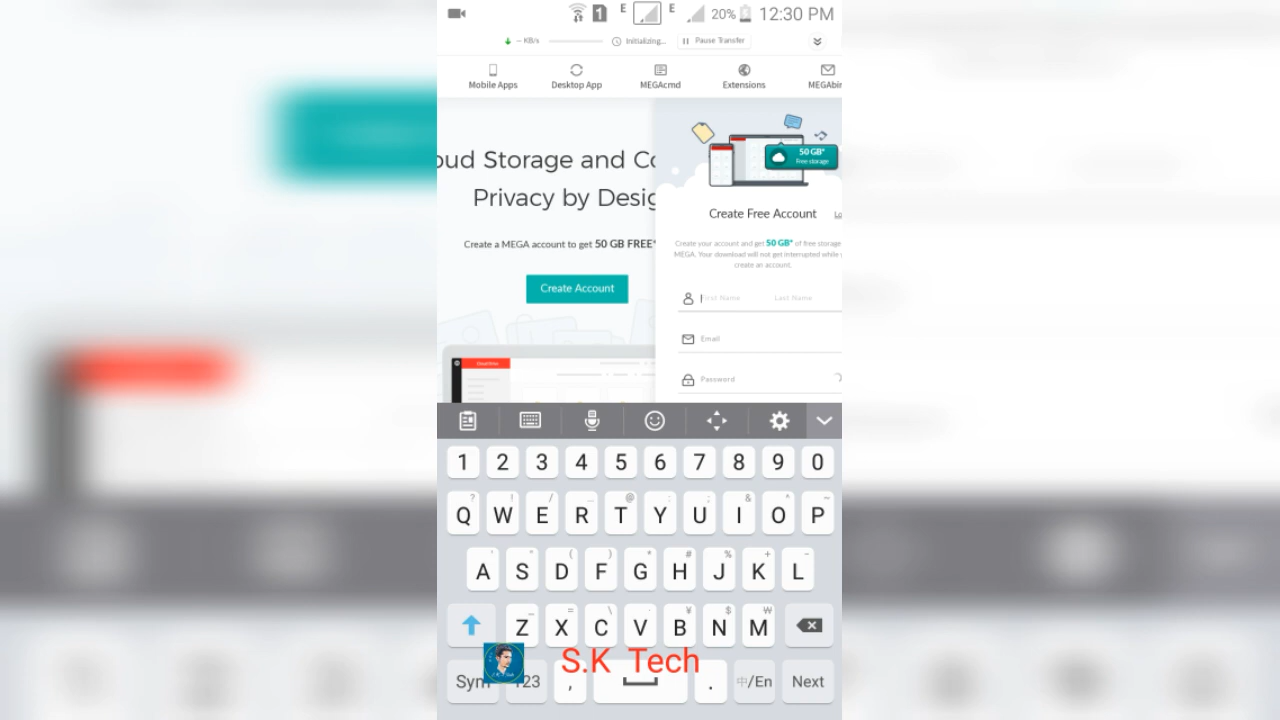 1 E E 20% 12:30 PM
-- KB/s Initializing... Pause Transfer
Mobile Apps Desktop App MEGAcmd Extensions MEGAbir
oud Storage and Co
Privacy by Desig
Create a MEGA account to get 50 GB FREE*
Create Account
50 GB*
Free storage
Create Free Account Lo
Create your account and get 50 GB* of free storage
MEGA. Your download will not get interrupted while
create an account.
First Name Last Name
Email
Password
1 2 3 4 5 6 7 8 9 0
Q W E R T Y U I O P
A S D F G H J K L
Z X C V B N M
S.K Tech
Sym 123 , . 中/En Next